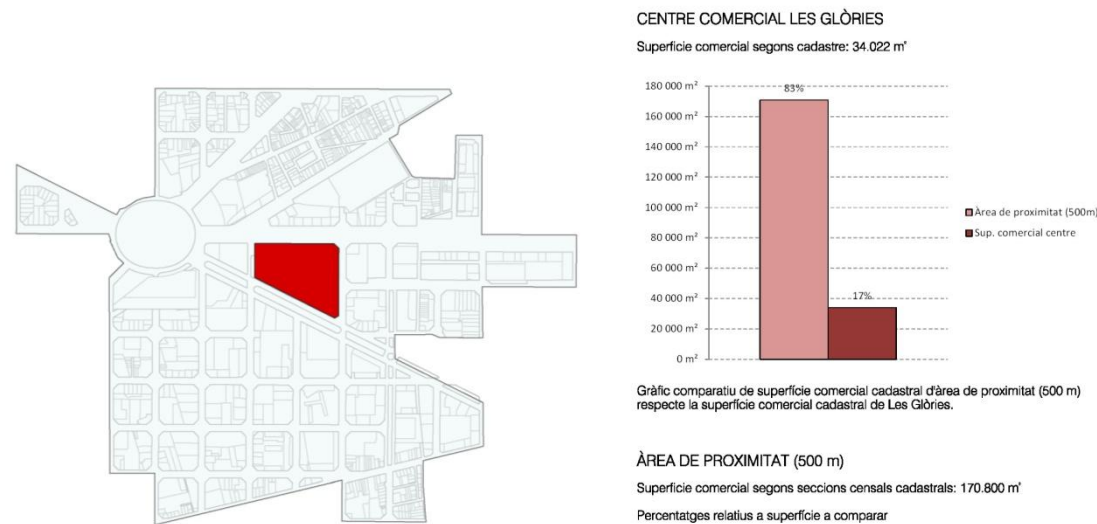 CENTRE COMERCIAL LES GLÒRIES
Superficie comercial segons cadastre: 34.022 m²
180 000 m²
160 000 m²
140 000 m²
120 000 m²
100 000 m²
80 000 m²
60 000 m²
40 000 m²
20 000 m²
0 m²
83%
17%
Àrea de proximitat (500m)
Sup. comercial centre
Gràfic comparatiu de superfície comercial cadastral d'àrea de proximitat (500 m)
respecte la superfície comercial cadastral de Les Glòries.
ÀREA DE PROXIMITAT (500 m)
Superficie comercial segons seccions censals cadastrals: 170.800 m²
Percentatges relatius a superfície a comparar